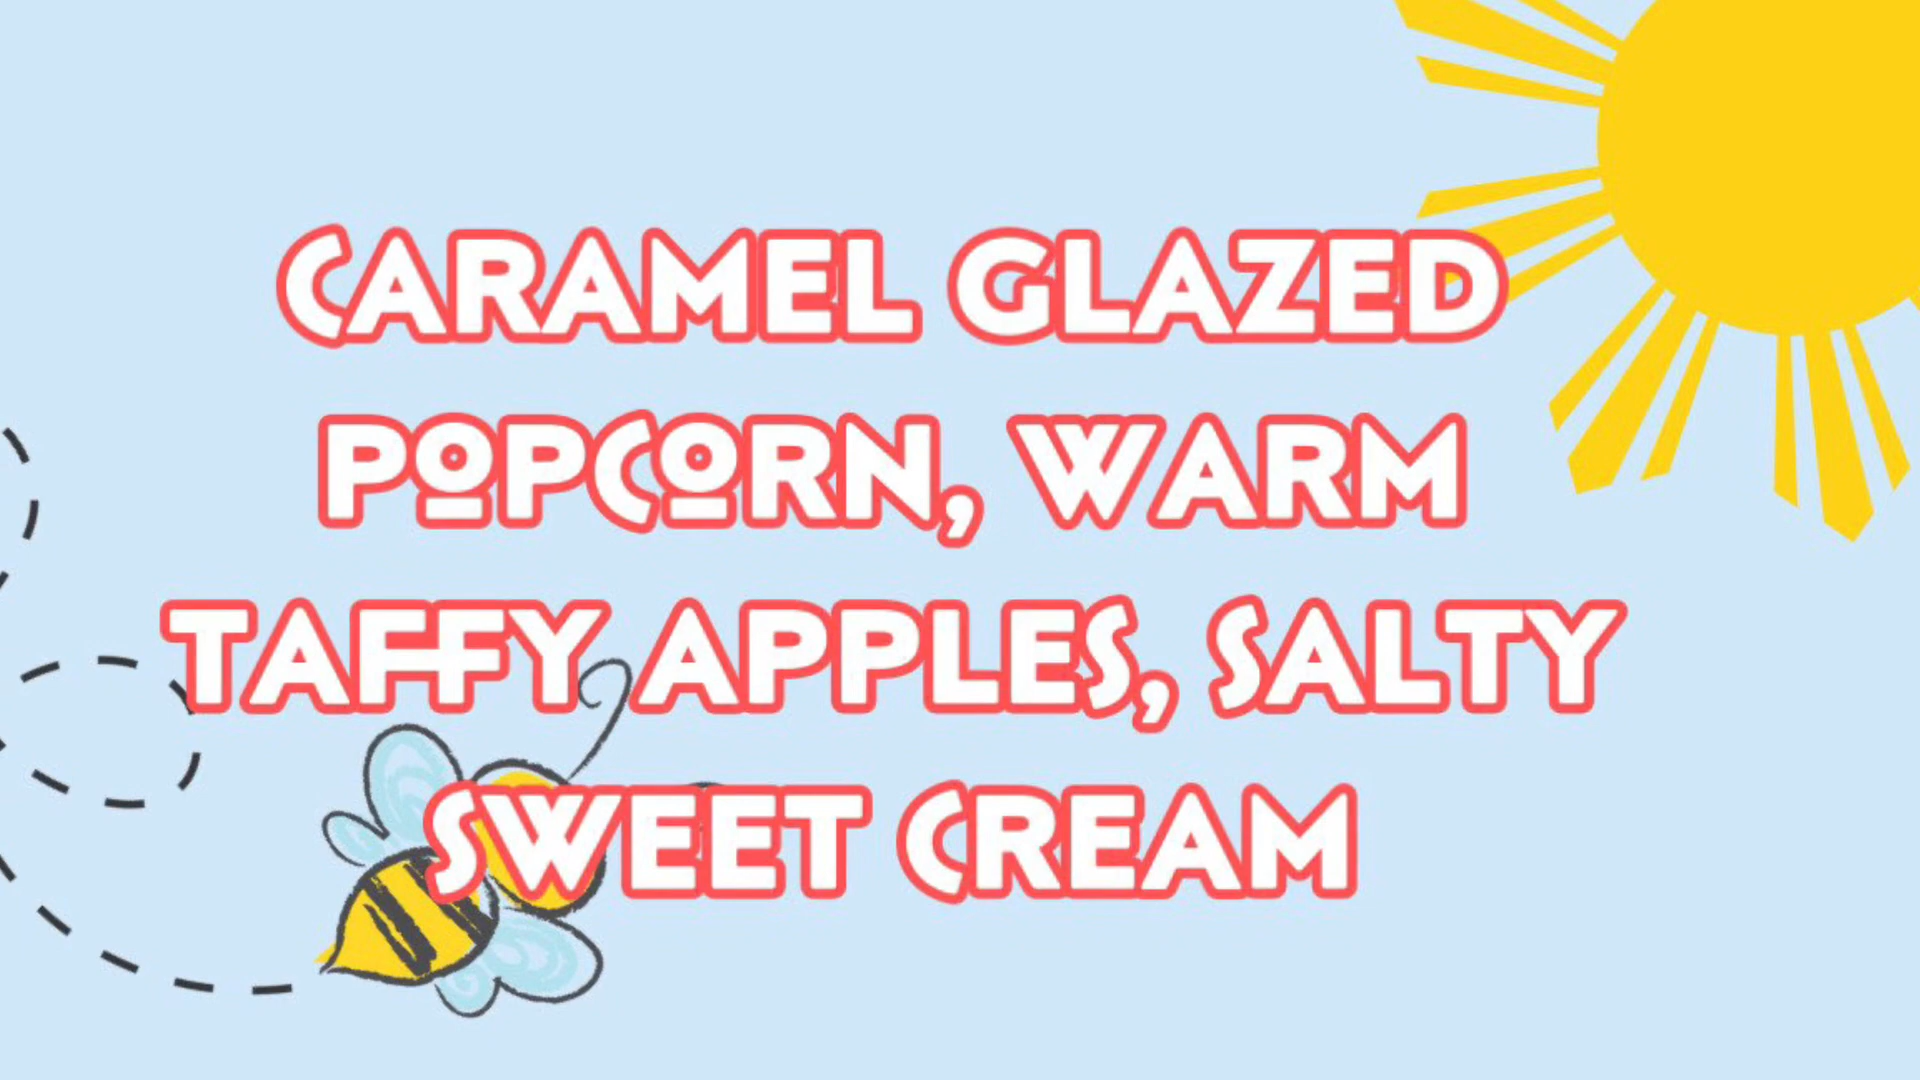 CARAMEL GLAZED
POPCORN, WARM
TAFFY APPLES, SALTY
SWEET CREAM